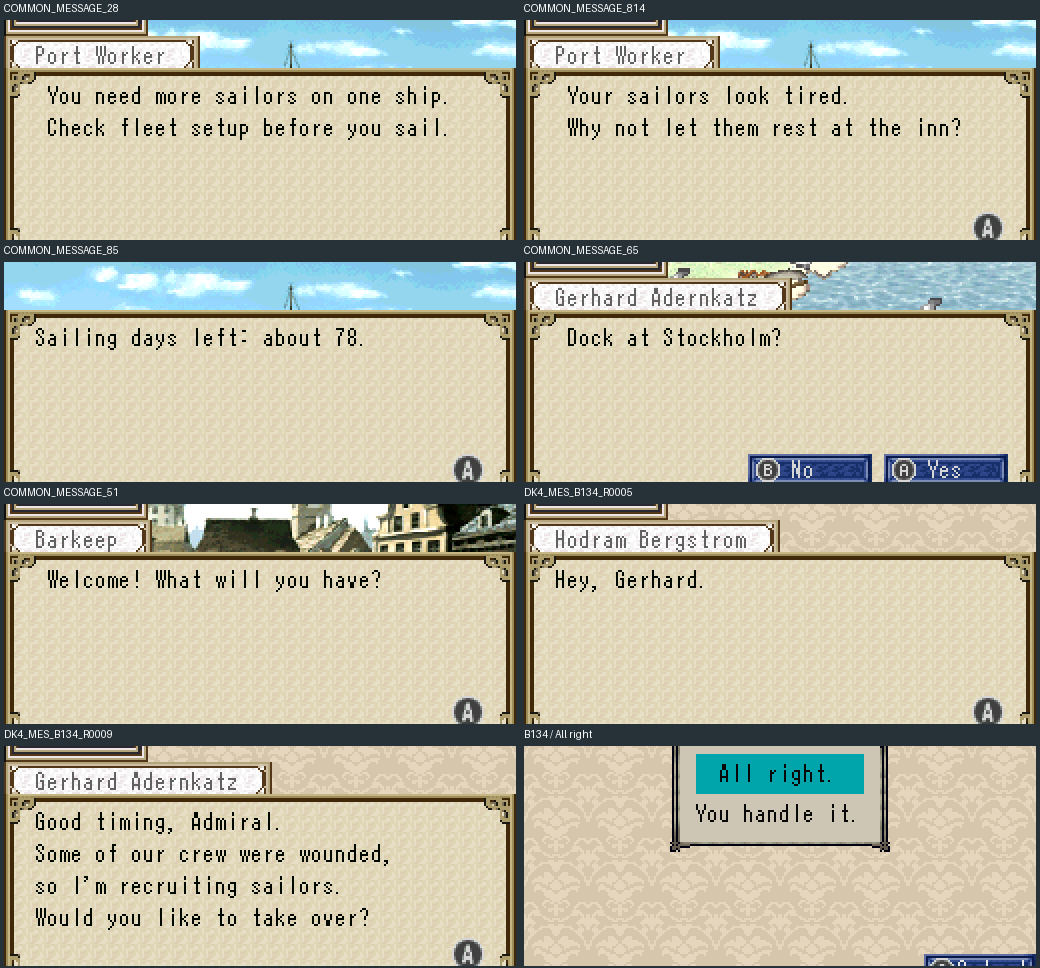 COMMON_MESSAGE_28
Port Worker
You need more sailors on one ship.
Check fleet setup before you sail.
COMMON_MESSAGE_814
Port Worker
Your sailors look tired.
Why not let them rest at the inn?
A
COMMON_MESSAGE_85
Sailing days left: about 78.
A
COMMON_MESSAGE_65
Gerhard Adernkatz
Dock at Stockholm?
B No
A Yes
COMMON_MESSAGE_51
Barkeep
Welcome! What will you have?
A
DK4_MES_B134_R0005
Hodram Bergstrom
Hey, Gerhard.
A
DK4_MES_B134_R0009
Gerhard Adernkatz
Good timing, Admiral.
Some of our crew were wounded,
so I'm recruiting sailors.
Would you like to take over?
A
B134 / All right
All right.
You handle it.